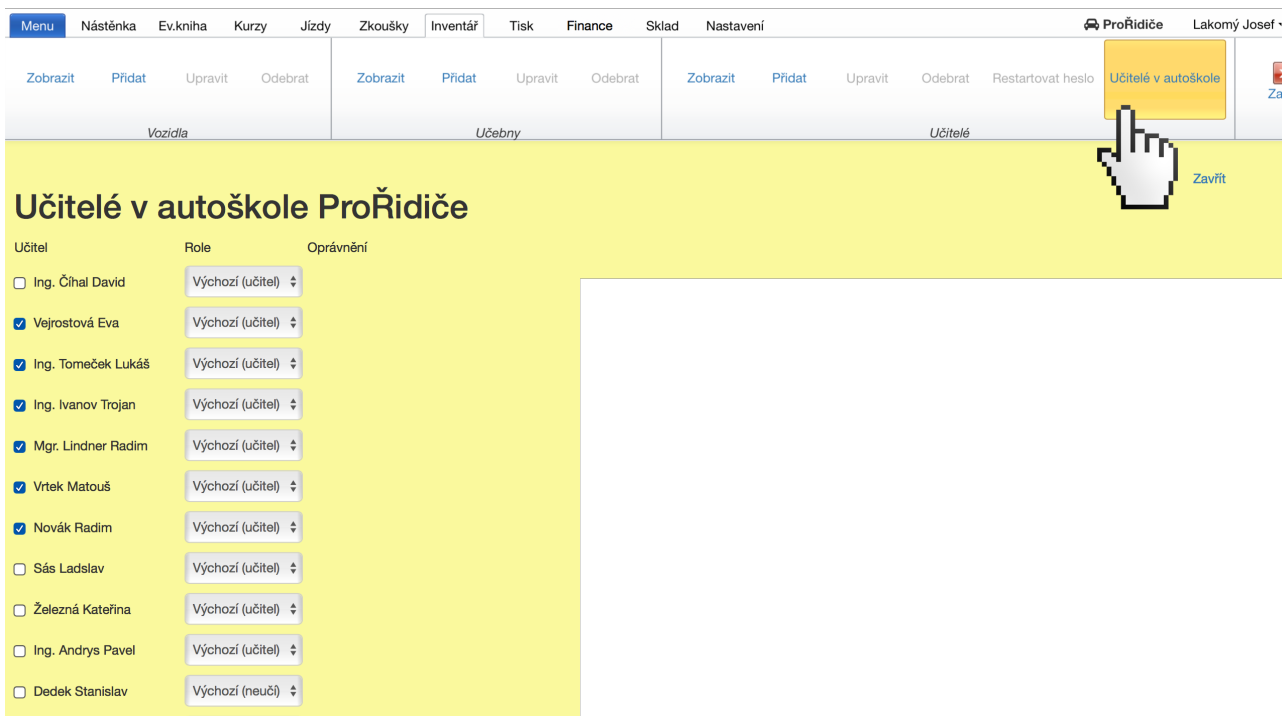 Menu Nástěnka Ev.kniha Kurzy Jízdy Zkoušky Inventář Tisk Finance Sklad Nastavení ProŘidiče Lakomý Josef
Zobrazit Přidat Upravit Odebrat Zobrazit Přidat Upravit Odebrat Zobrazit Přidat Upravit Odebrat Restartovat heslo Učitelé v autoškole
Vozidla Učebny Učitelé
Zavřít
Učitelé v autoškole ProŘidiče
Učitel Role Oprávnění
Ing. Číhal David Výchozí (učitel)
Vejrostová Eva Výchozí (učitel)
Ing. Tomeček Lukáš Výchozí (učitel)
Ing. Ivanov Trojan Výchozí (učitel)
Mgr. Lindner Radim Výchozí (učitel)
Vrtek Matouš Výchozí (učitel)
Novák Radim Výchozí (učitel)
Sás Ladslav Výchozí (učitel)
Železná Kateřina Výchozí (učitel)
Ing. Andrys Pavel Výchozí (učitel)
Dedek Stanislav Výchozí (neučí)